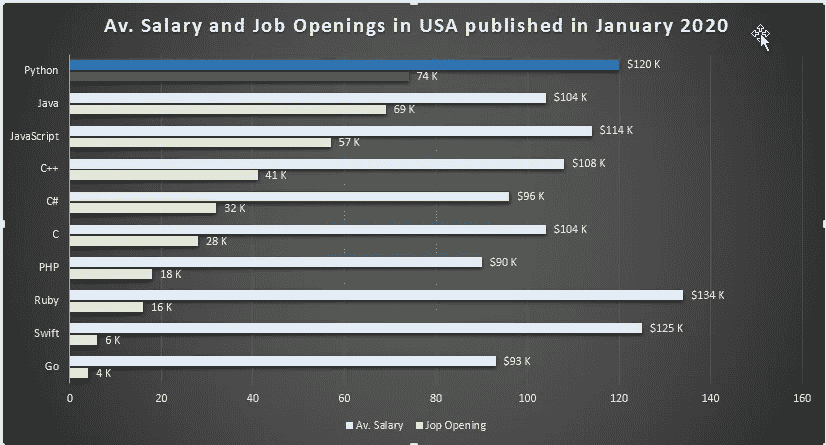 Av. Salary and Job Openings in USA published in January 2020
Python
$120 K
74 K
Java
$104 K
69 K
JavaScript
$114 K
57 K
C++
$108 K
41 K
C#
$96 K
32 K
C
$104 K
28 K
PHP
$90 K
18 K
Ruby
$134 K
16 K
Swift
$125 K
6 K
Go
$93 K
4 K
0 20 40 60 80 100 120 140 160
Av. Salary Jop Opening